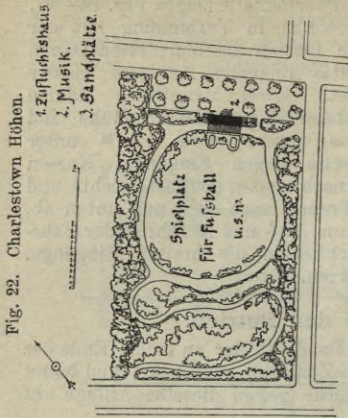 Fig. 22. Charlestown Höhen.
1. Zufluchtshaus
2. Musik.
3. Sandplätze.
Spielplatz
Für Fußball
u.s.w.